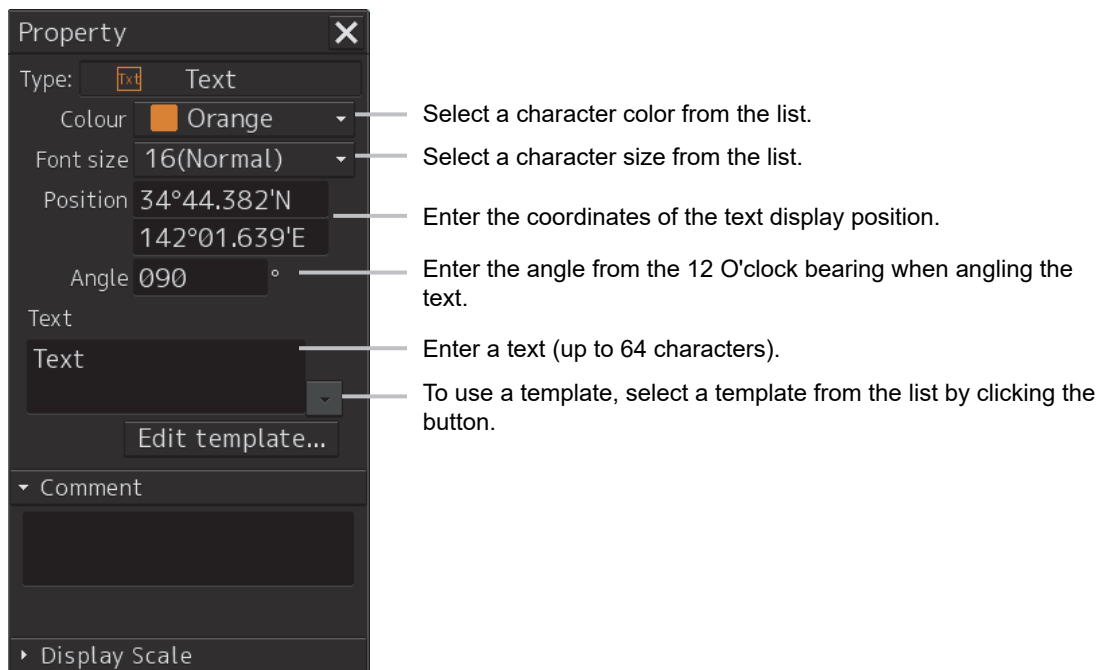 Property
Type: Txt Text
Colour Orange
Select a character color from the list.
Font size 16(Normal)
Select a character size from the list.
Position 34°44.382'N
142°01.639'E
Enter the coordinates of the text display position.
Angle 090 °
Enter the angle from the 12 O'clock bearing when angling the
text.
Text
Text
Enter a text (up to 64 characters).
To use a template, select a template from the list by clicking the
button.
Edit template...
Comment
Display Scale